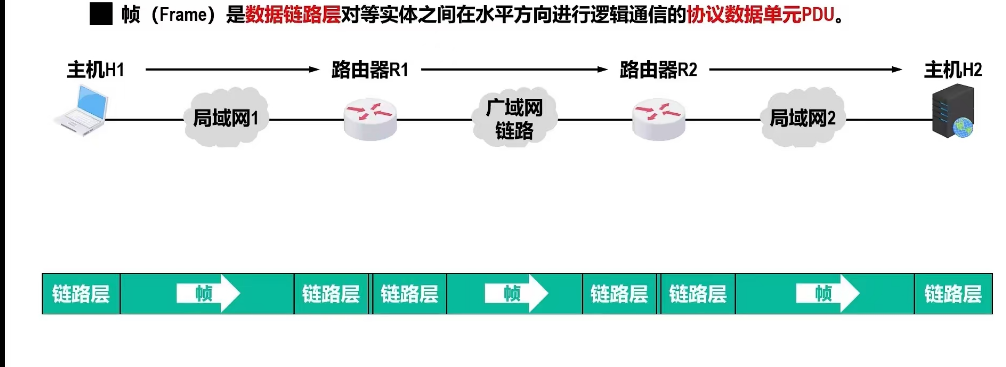 帧（Frame）是数据链路层对等实体之间在水平方向进行逻辑通信的协议数据单元PDU。
主机H1 路由器R1 路由器R2 主机H2
局域网1 广域网链路 局域网2
链路层 帧 链路层 链路层 帧 链路层 链路层 帧 链路层